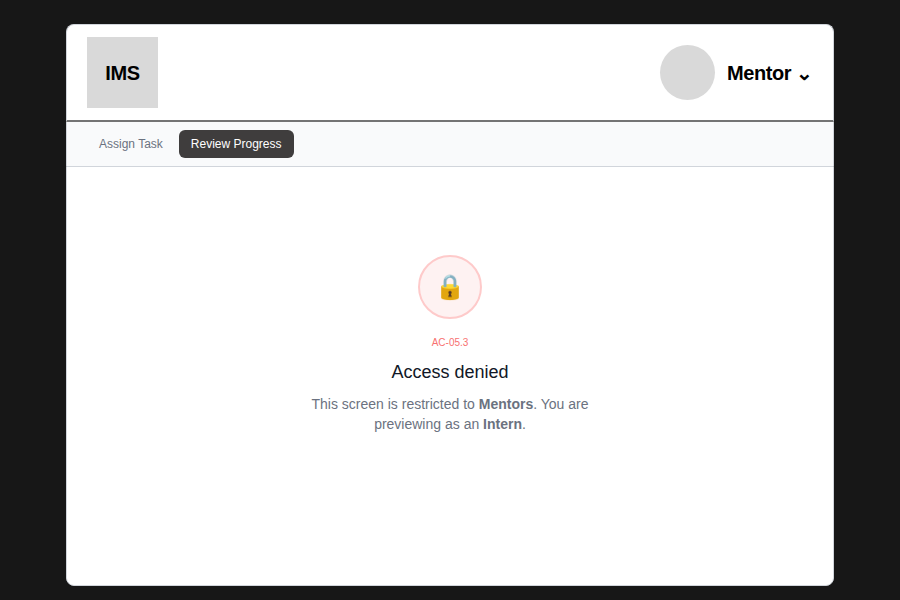 IMS
Mentor
Assign Task
Review Progress
AC-05.3
Access denied
This screen is restricted to Mentors. You are
previewing as an Intern.